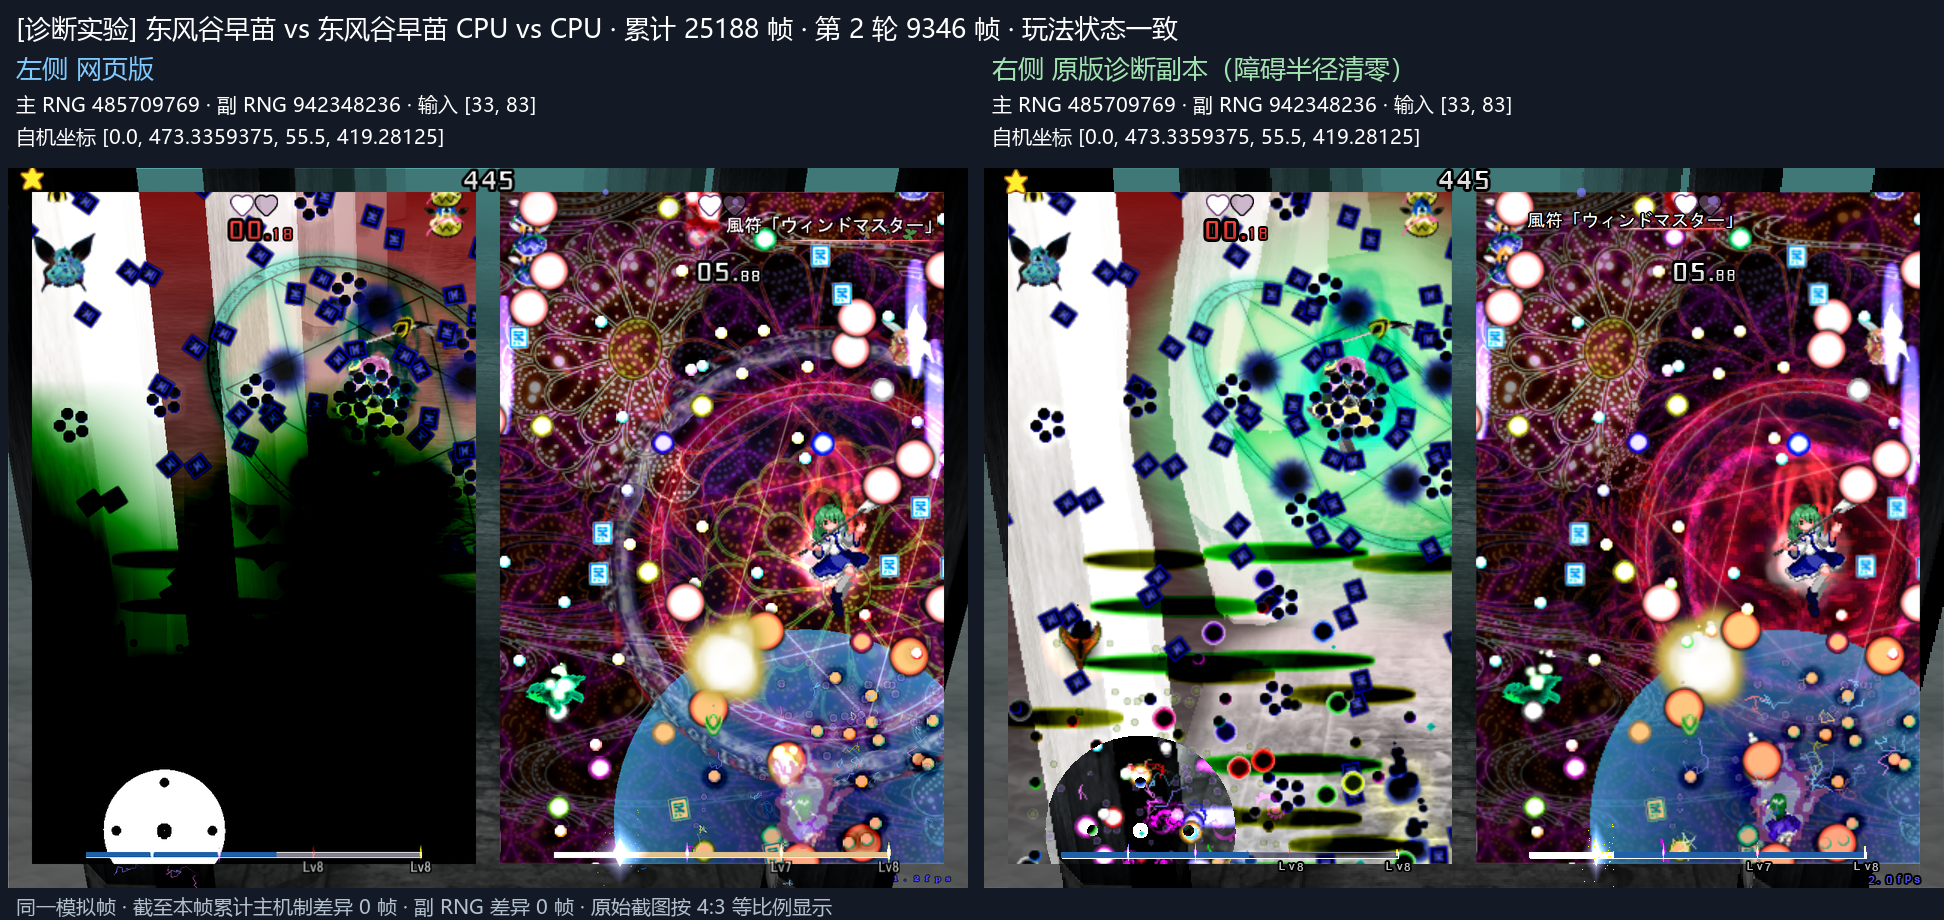 [诊断实验] 东风谷早苗 vs 东风谷早苗 CPU vs CPU · 累计 25188 帧 · 第 2 轮 9346 帧 · 玩法状态一致
左侧 网页版
主 RNG 485709769 · 副 RNG 942348236 · 输入 [33, 83]
自机坐标 [0.0, 473.3359375, 55.5, 419.28125]
右侧 原版诊断副本（障碍半径清零）
主 RNG 485709769 · 副 RNG 942348236 · 输入 [33, 83]
自机坐标 [0.0, 473.3359375, 55.5, 419.28125]
445
00.18
風符「ウィンドマスター」
05.88
Lv8
Lv8
Lv7
Lv8
445
00.18
風符「ウィンドマスター」
05.88
Lv8
Lv8
Lv7
Lv8
2.0fps
同一模拟帧 · 截至本帧累计主机制差异 0 帧 · 副 RNG 差异 0 帧 · 原始截图按 4:3 等比例显示